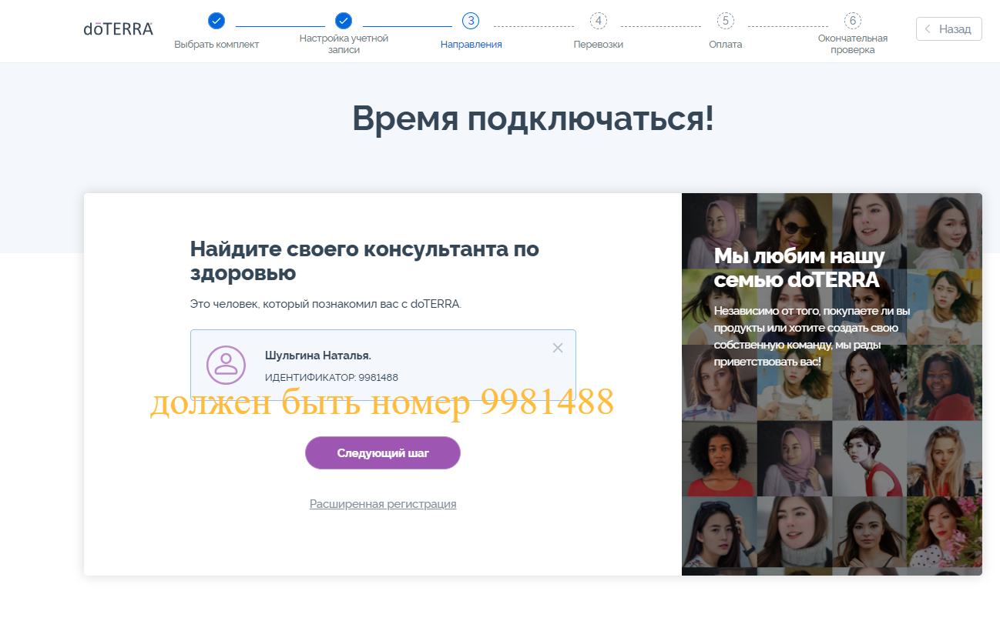 dōTERRA
3
4
5
6
Выбрать комплект
Настройка учетной
записи
Направления
Перевозки
Оплата
Окончательная
проверка
Назад
Время подключаться!
Найдите своего консультанта по
здоровью
Это человек, который познакомил вас с doTERRA.
Шульгина Наталья.
ИДЕНТИФИКАТОР: 9981488
должен быть номер 9981488
Следующий шаг
Расширенная регистрация
Мы любим нашу
семью doTERRA
Независимо от того, покупаете ли вы
продукты или хотите создать свою
собственную команду, мы рады
приветствовать вас!